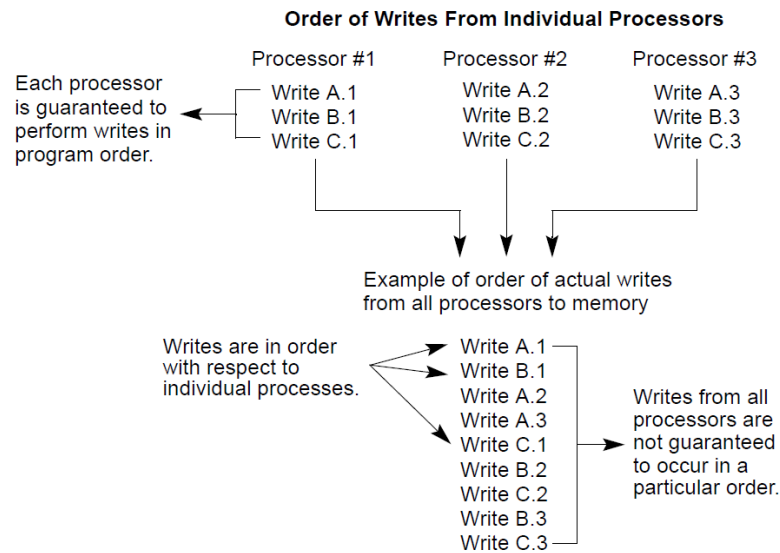 Order of Writes From Individual Processors
Processor #1
Processor #2
Processor #3
Each processor
is guaranteed to
perform writes in
program order.
Write A.1
Write B.1
Write C.1
Write A.2
Write B.2
Write C.2
Write A.3
Write B.3
Write C.3
Example of order of actual writes
from all processors to memory
Writes are in order
with respect to
individual processes.
Write A.1
Write B.1
Write A.2
Write A.3
Write C.1
Write B.2
Write C.2
Write B.3
Write C.3
Writes from all
processors are
not guaranteed
to occur in a
particular order.